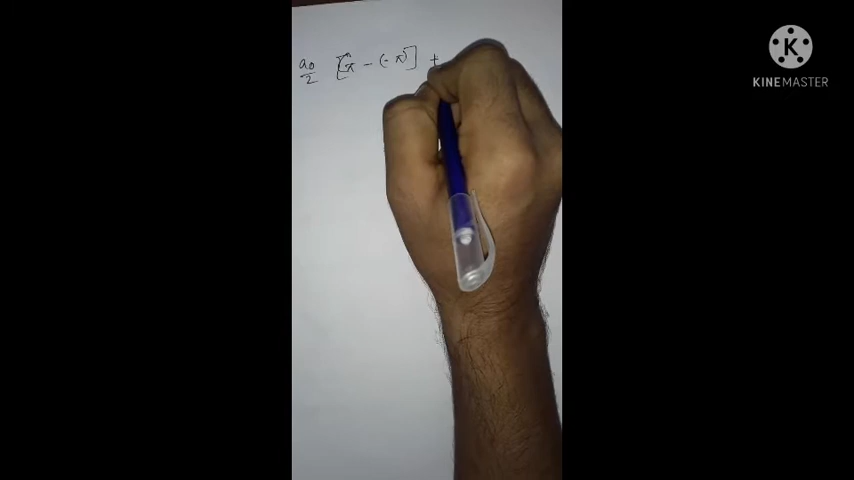 a₀/2 [π - (-π)] +
K
KINEMASTER